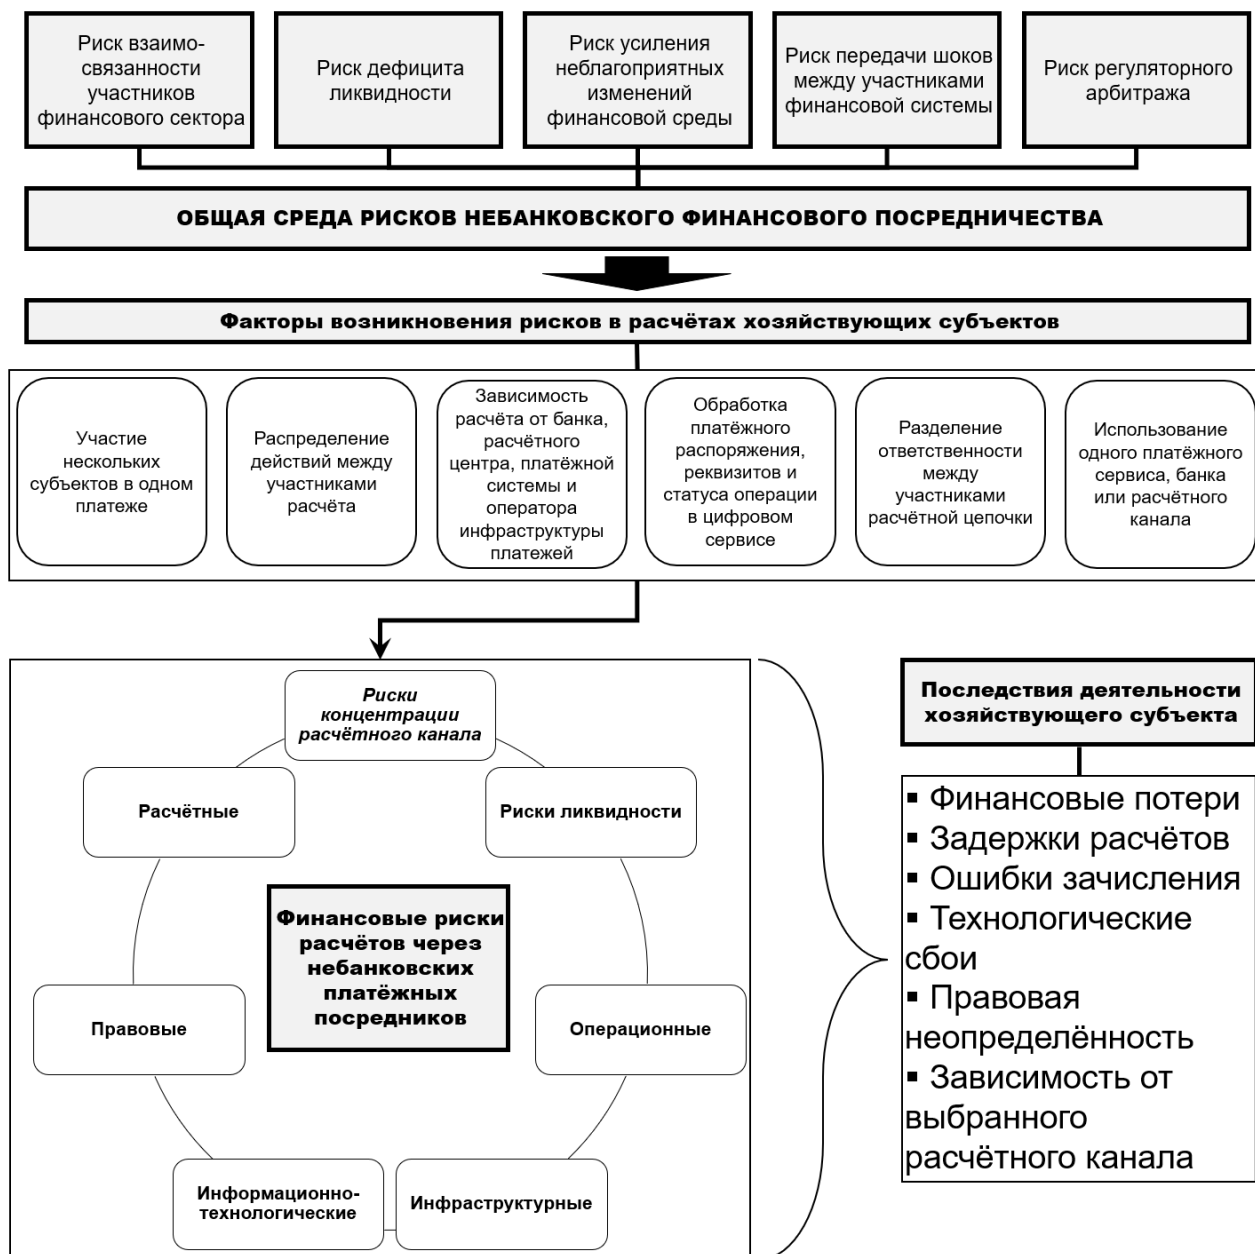 Риск взаимо-
связанности
участников
финансового сектора
Риск дефицита
ликвидности
Риск усиления
неблагоприятных
изменений
финансовой среды
Риск передачи шоков
между участниками
финансовой системы
Риск регуляторного
арбитража
ОБЩАЯ СРЕДА РИСКОВ НЕБАНКОВСКОГО ФИНАНСОВОГО ПОСРЕДНИЧЕСТВА
Факторы возникновения рисков в расчётах хозяйствующих субъектов
Участие
нескольких
субъектов в одном
платеже
Распределение
действий между
участниками
расчёта
Зависимость
расчёта от банка,
расчётного
центра, платёжной
системы и
оператора
инфраструктуры
платежей
Обработка
платёжного
распоряжения,
реквизитов и
статуса операции
в цифровом
сервисе
Разделение
ответственности
между
участниками
расчётной цепочки
Использование
одного платёжного
сервиса, банка
или расчётного
канала
Риски
концентрации
расчётного канала
Расчётные
Риски ликвидности
Финансовые риски
расчётов через
небанковских
платёжных
посредников
Правовые
Операционные
Информационно-
технологические
Инфраструктурные
Последствия деятельности
хозяйствующего субъекта
▪ Финансовые потери
▪ Задержки расчётов
▪ Ошибки зачисления
▪ Технологические
сбои
▪ Правовая
неопределённость
▪ Зависимость от
выбранного
расчётного канала